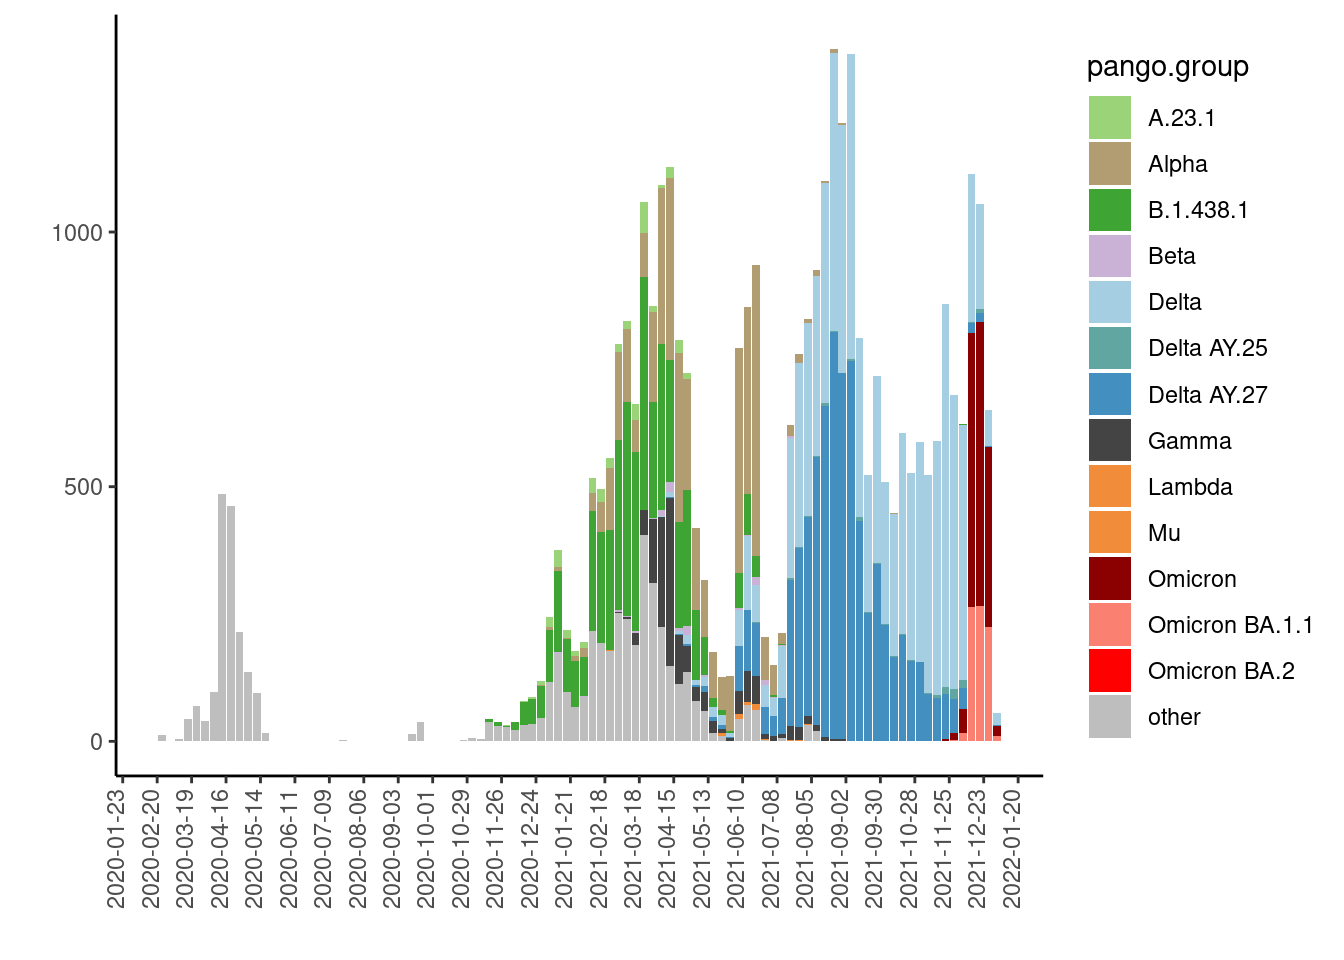 pango.group
A.23.1
Alpha
B.1.438.1
Beta
Delta
Delta AY.25
Delta AY.27
Gamma
Lambda
Mu
Omicron
Omicron BA.1.1
Omicron BA.2
other
1000
500
0
2020-01-23
2020-02-20
2020-03-19
2020-04-16
2020-05-14
2020-06-11
2020-07-09
2020-08-06
2020-09-03
2020-10-01
2020-10-29
2020-11-26
2020-12-24
2021-01-21
2021-02-18
2021-03-18
2021-04-15
2021-05-13
2021-06-10
2021-07-08
2021-08-05
2021-09-02
2021-09-30
2021-10-28
2021-11-25
2021-12-23
2022-01-20